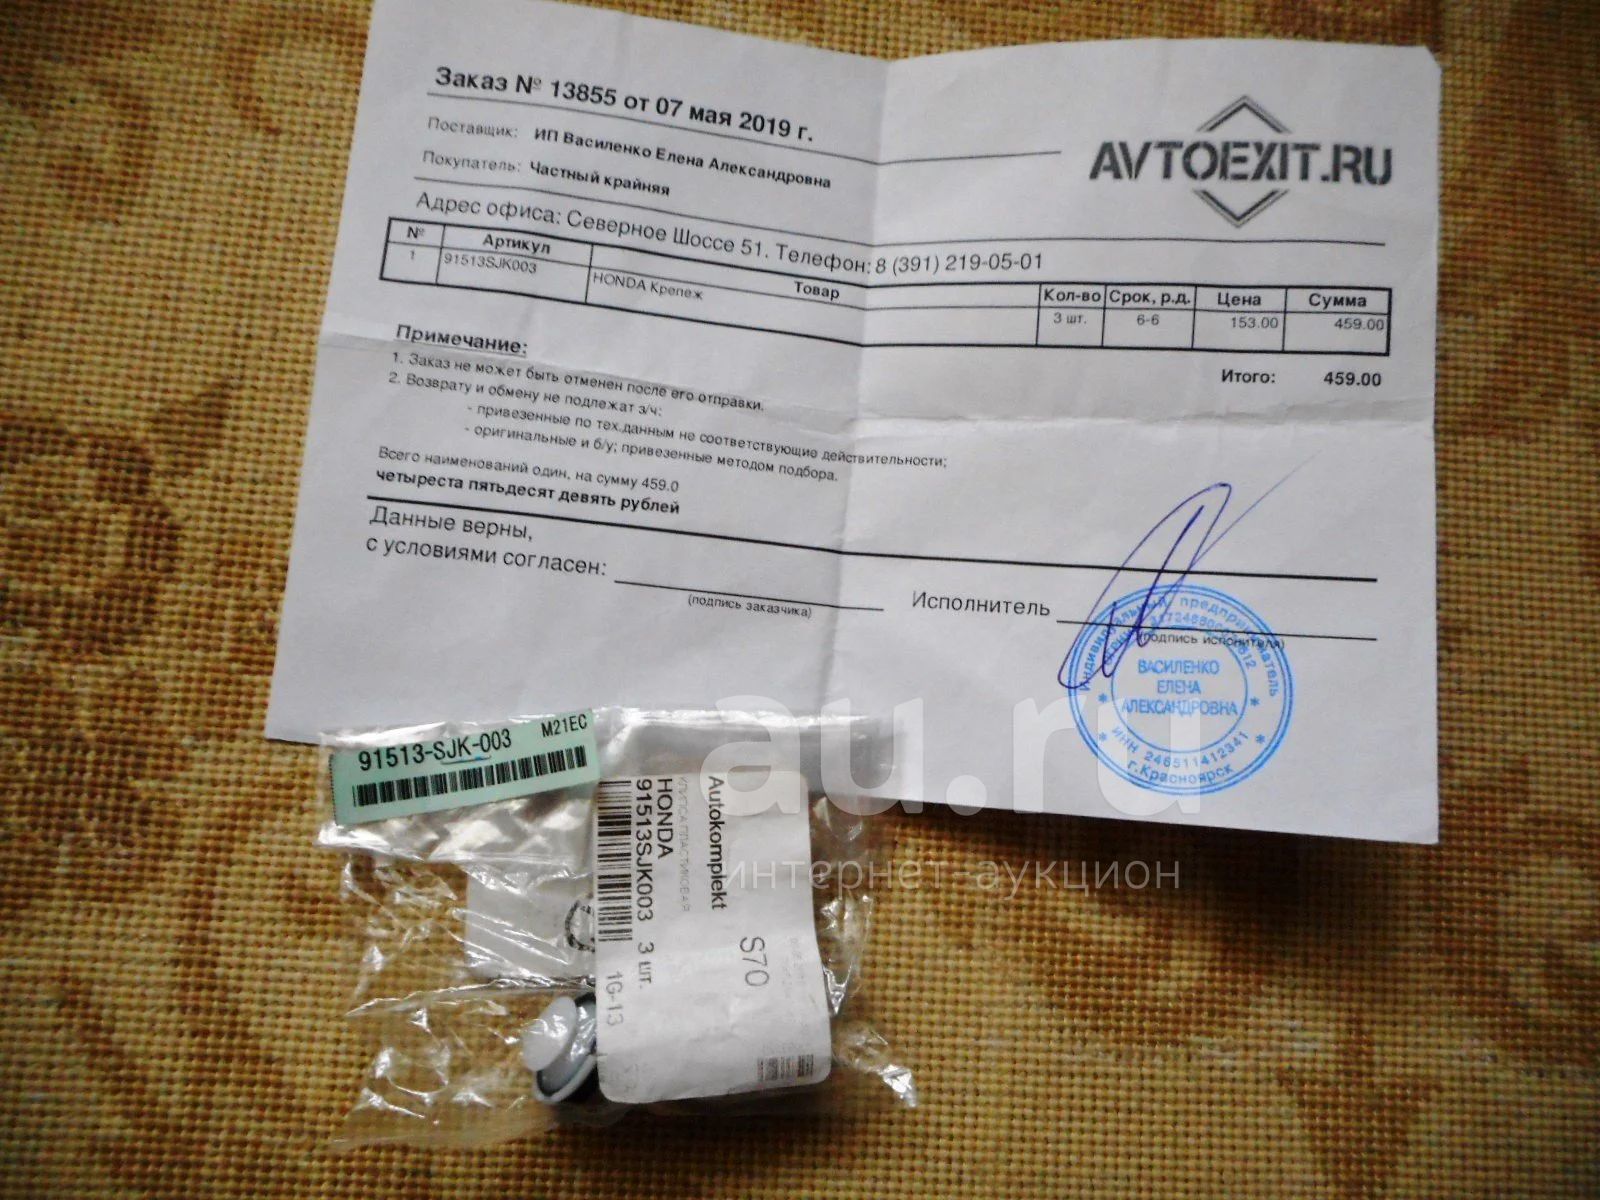 Заказ № 13855 от 07 мая 2019 г.
AVTOEXIT.RU
Поставщик: ИП Василенко Елена Александровна
Покупатель: Частный крайняя
Адрес офиса: Северное Шоссе 51. Телефон: 8 (391) 219-05-01
№ Артикул Товар Кол-во Срок, р.д. Цена Сумма
1 91513SJK003 HONDA Крепеж 3 шт. 6-6 153.00 459.00
Итого: 459.00
Примечание:
1. Заказ не может быть отменен после его отправки.
2. Возврату и обмену не подлежат з/ч:
- привезенные по тех.данным не соответствующие действительности;
- оригинальные и б/у; привезенные методом подбора.
Всего наименований один, на сумму 459.0
четыреста пятьдесят девять рублей
Данные верны,
с условиями согласен:
(подпись заказчика)
Исполнитель
(подпись исполнителя)
Индивидуальный предприниматель
ВАСИЛЕНКО
ЕЛЕНА
АЛЕКСАНДРОВНА
ИНН 246511412341
г.Красноярск
91513-SJK-003 M21EC
Autokomplekt S70
КЛИПСА ПЛАСТИКОВАЯ
HONDA
91513SJK003 3 шт.
1G-13
au.ru
интернет-аукцион